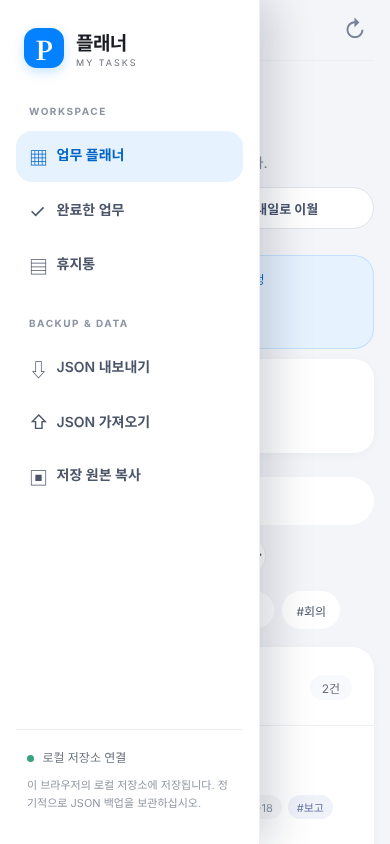 P
플래너
MY TASKS
WORKSPACE
업무 플래너
완료한 업무
휴지통
BACKUP & DATA
JSON 내보내기
JSON 가져오기
저장 원본 복사
로컬 저장소 연결
이 브라우저의 로컬 저장소에 저장됩니다. 정
기적으로 JSON 백업을 보관하십시오.
다.
내일로 이월
#회의
2건
-18
#보고